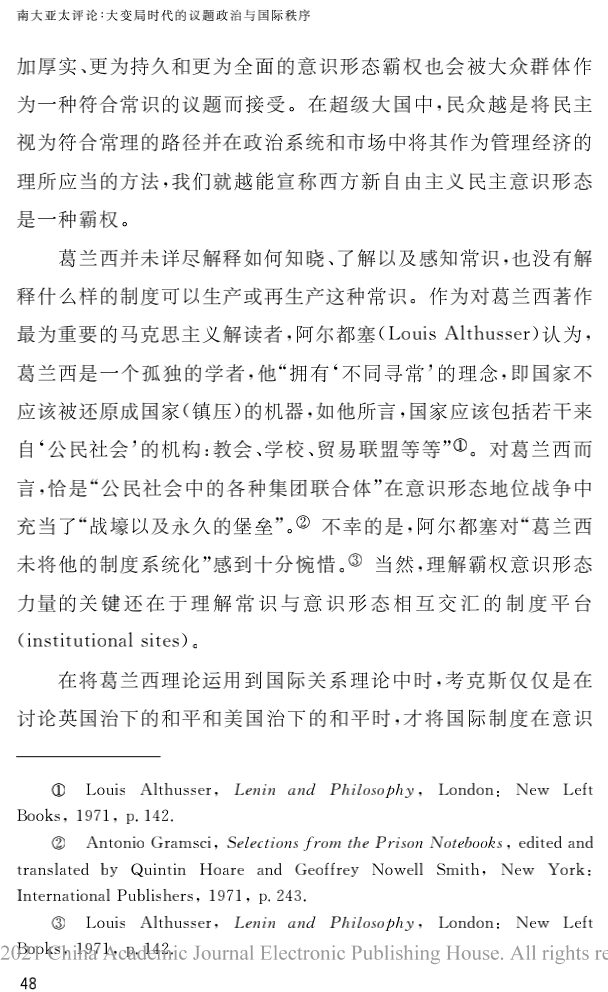 南大亚太评论:大变局时代的议题政治与国际秩序
加厚实、更为持久和更为全面的意识形态霸权也会被大众群体作
为一种符合常识的议题而接受。在超级大国中,民众越是将民主
视为符合常理的路径并在政治系统和市场中将其作为管理经济的
理所应当的方法,我们就越能宣称西方新自由主义民主意识形态
是一种霸权。
葛兰西并未详尽解释如何知晓、了解以及感知常识,也没有解
释什么样的制度可以生产或再生产这种常识。作为对葛兰西著作
最为重要的马克思主义解读者,阿尔都塞(Louis Althusser)认为,
葛兰西是一个孤独的学者,他“拥有‘不同寻常’的理念,即国家不
应该被还原成国家(镇压)的机器,如他所言,国家应该包括若干来
自‘公民社会’的机构:教会、学校、贸易联盟等等”①。对葛兰西而
言,恰是“公民社会中的各种集团联合体”在意识形态地位战争中
充当了“战壕以及永久的堡垒”。② 不幸的是,阿尔都塞对“葛兰西
未将他的制度系统化”感到十分惋惜。③ 当然,理解霸权意识形态
力量的关键还在于理解常识与意识形态相互交汇的制度平台
(institutional sites)。
在将葛兰西理论运用到国际关系理论中时,考克斯仅仅是在
讨论英国治下的和平和美国治下的和平时,才将国际制度在意识
① Louis Althusser, Lenin and Philosophy, London: New Left
Books, 1971, p. 142.
② Antonio Gramsci, Selections from the Prison Notebooks, edited and
translated by Quintin Hoare and Geoffrey Nowell Smith, New York:
International Publishers, 1971, p. 243.
③ Louis Althusser, Lenin and Philosophy, London: New Left
Books, 1971, p. 142.
2021 China Academic Journal Electronic Publishing House. All rights re
48